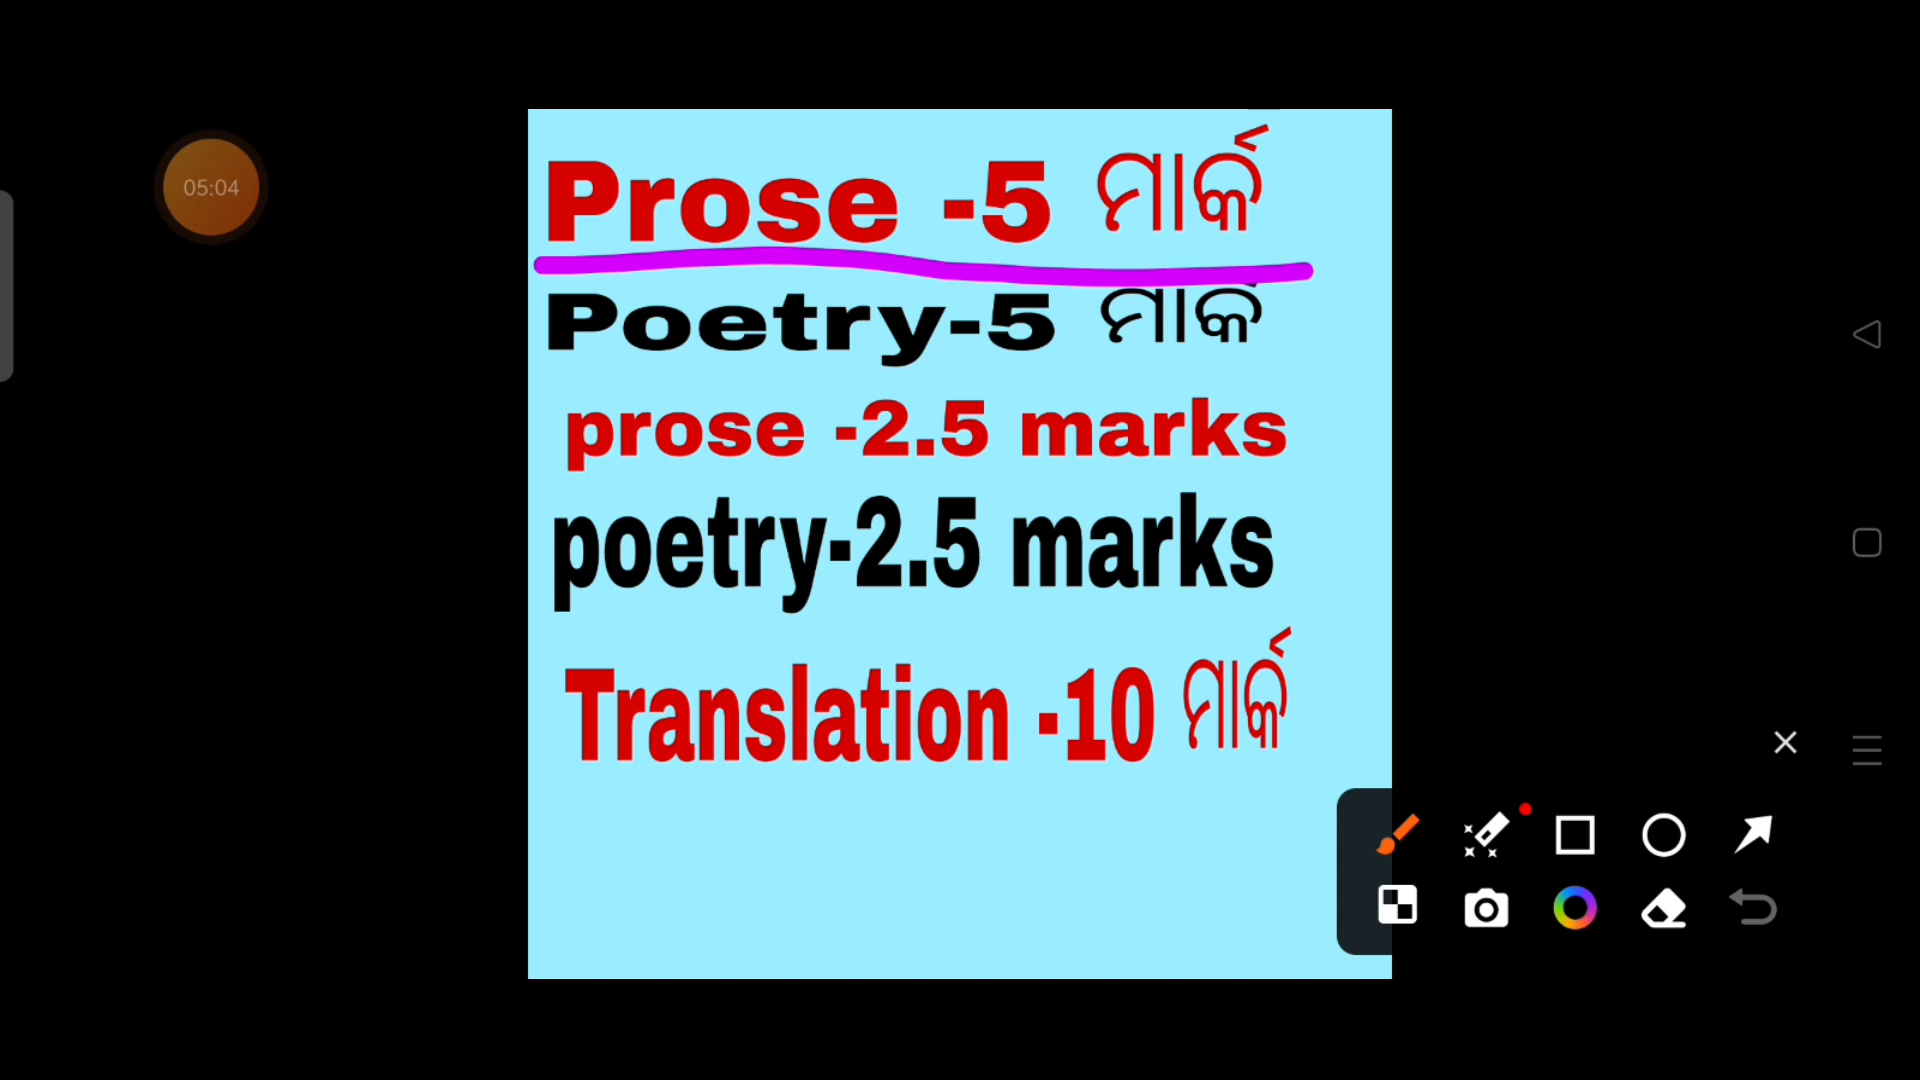 05:04
Prose -5 ମାର୍କ
Poetry-5 ମାର୍କ
prose -2.5 marks
poetry-2.5 marks
Translation -10 ମାର୍କ